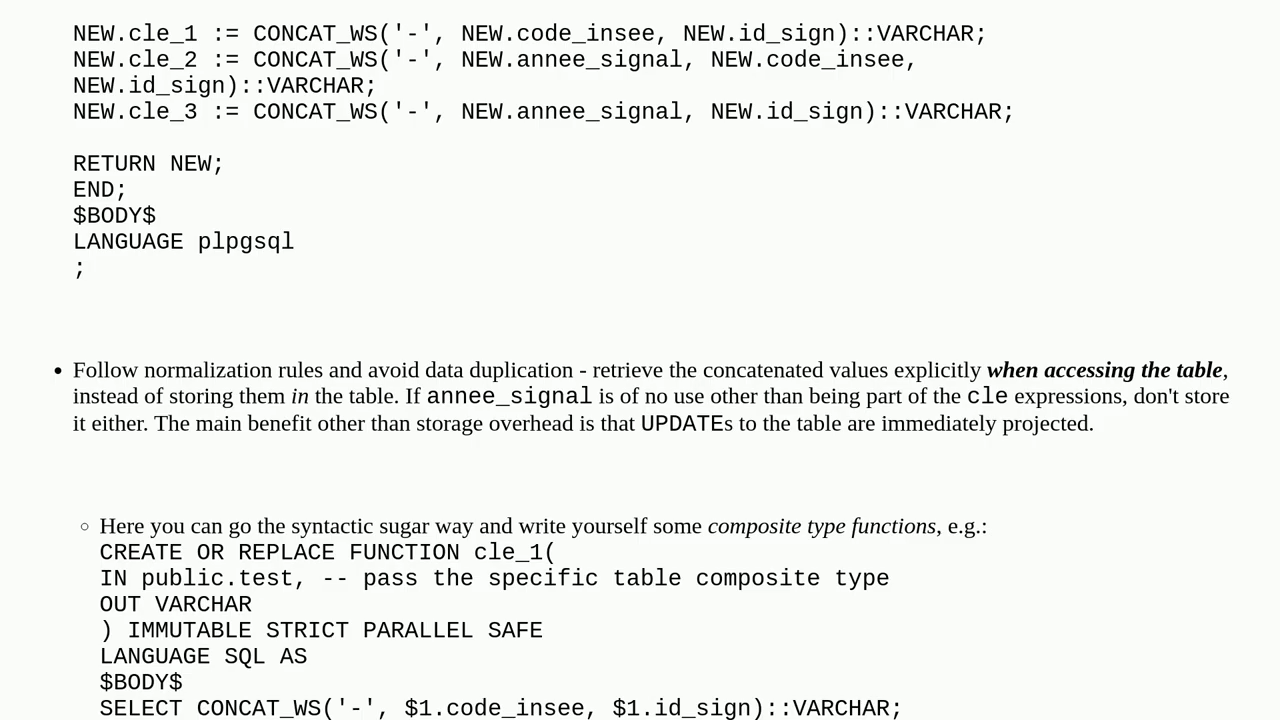 NEW.cle_1 := CONCAT_WS('-', NEW.code_insee, NEW.id_sign)::VARCHAR;
NEW.cle_2 := CONCAT_WS('-', NEW.annee_signal, NEW.code_insee,
NEW.id_sign)::VARCHAR;
NEW.cle_3 := CONCAT_WS('-', NEW.annee_signal, NEW.id_sign)::VARCHAR;
RETURN NEW;
END;
$BODY$
LANGUAGE plpgsql
;
• Follow normalization rules and avoid data duplication - retrieve the concatenated values explicitly when accessing the table,
instead of storing them in the table. If annee_signal is of no use other than being part of the cle expressions, don't store
it either. The main benefit other than storage overhead is that UPDATEs to the table are immediately projected.
◦ Here you can go the syntactic sugar way and write yourself some composite type functions, e.g.:
CREATE OR REPLACE FUNCTION cle_1(
IN public.test, -- pass the specific table composite type
OUT VARCHAR
) IMMUTABLE STRICT PARALLEL SAFE
LANGUAGE SQL AS
$BODY$
SELECT CONCAT_WS('-', $1.code_insee, $1.id_sign)::VARCHAR;